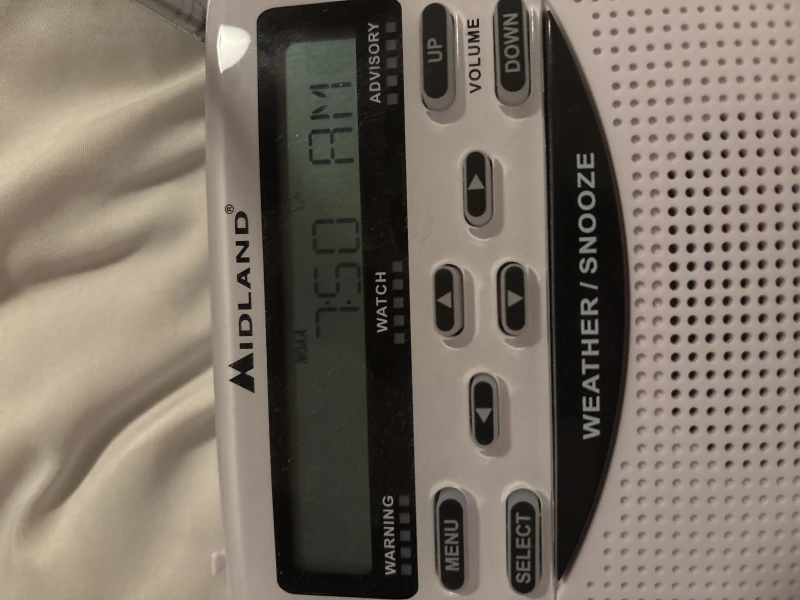 MIDLAND®
NOAA
7:50 AM
WARNING WATCH ADVISORY
MENU UP
VOLUME
SELECT DOWN
WEATHER / SNOOZE